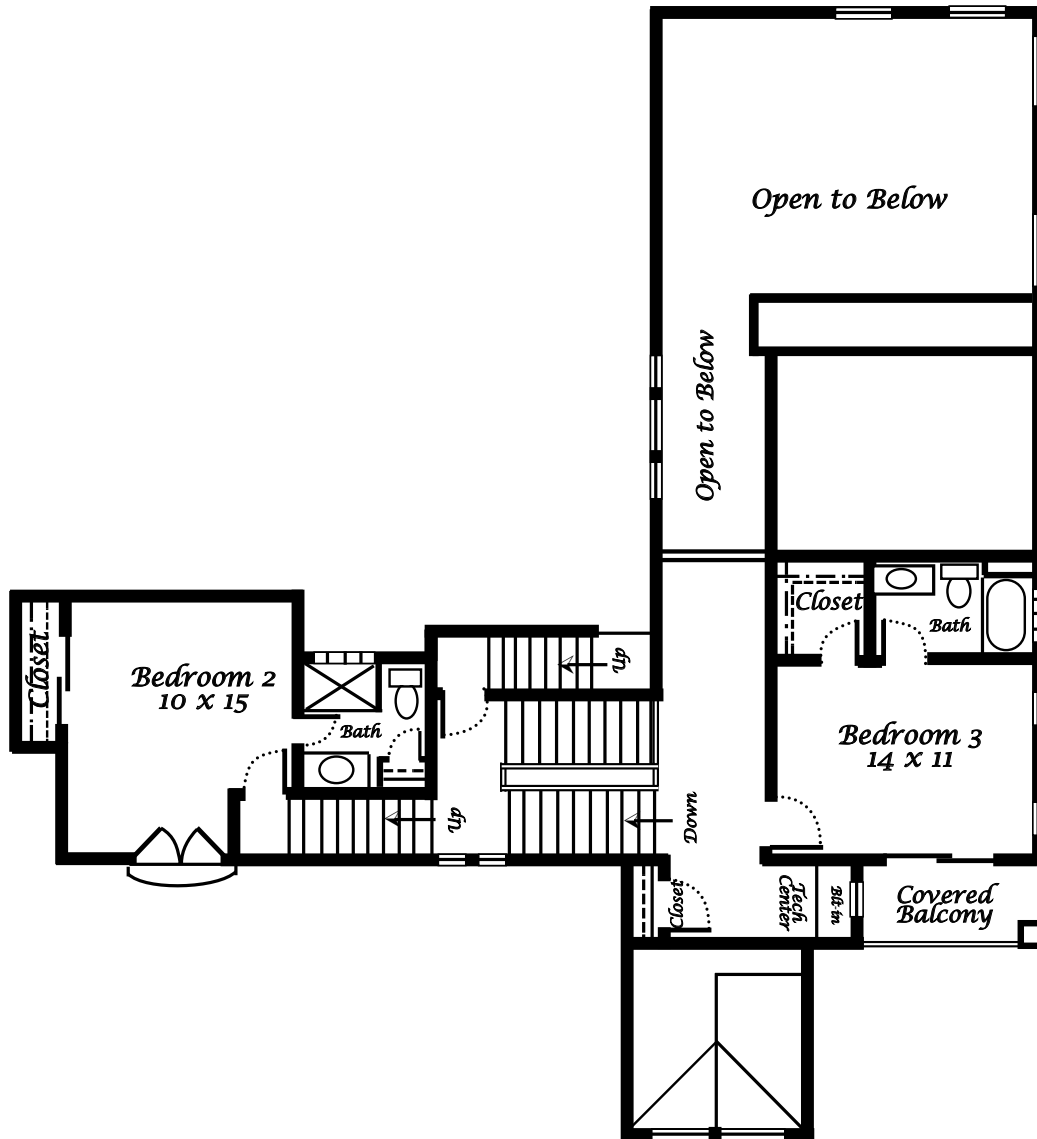 Open to Below
Open to Below
Closet
Bath
Closet
Bedroom 2
10 x 15
Bath
Up
Bedroom 3
14 x 11
Up
Down
Closet
Tech
Center
Blt-in
Covered
Balcony